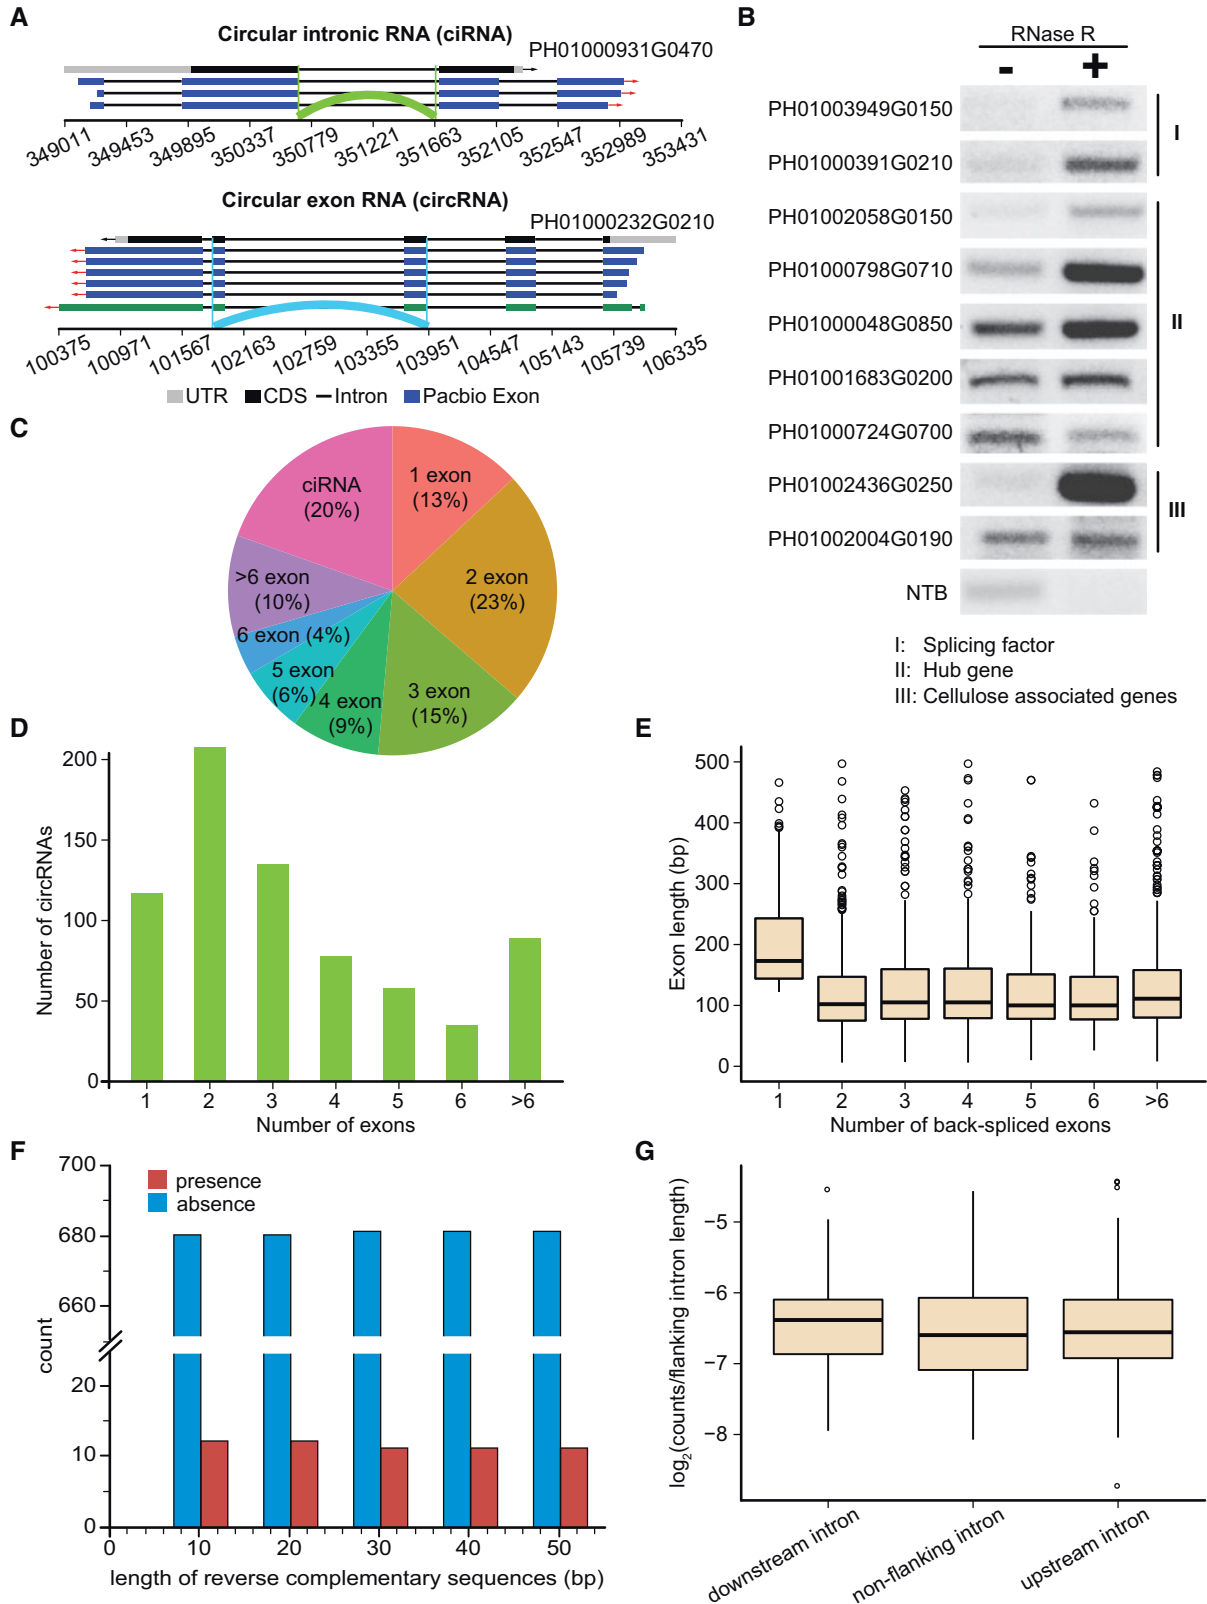 A
Circular intronic RNA (ciRNA)
PH01000931G0470
349011 349453 349895 350337 350779 351221 351663 352105 352547 352989 353431
Circular exon RNA (circRNA)
PH01000232G0210
100375 100971 101567 102163 102759 103355 103951 104547 105143 105739 106335
UTR CDS Intron Pacbio Exon
B
RNase R
- +
PH01003949G0150
PH01000391G0210
I
PH01002058G0150
PH01000798G0710
PH01000048G0850
PH01001683G0200
PH01000724G0700
II
PH01002436G0250
PH01002004G0190
III
NTB
I: Splicing factor
II: Hub gene
III: Cellulose associated genes
C
ciRNA
(20%)
1 exon
(13%)
2 exon
(23%)
3 exon
(15%)
4 exon
(9%)
5 exon
(6%)
6 exon (4%)
>6 exon
(10%)
D
Number of circRNAs
200
150
100
50
0
1 2 3 4 5 6 >6
Number of exons
E
Exon length (bp)
500
400
300
200
100
0
1 2 3 4 5 6 >6
Number of back-spliced exons
F
count
700
680
660
20
10
0
presence
absence
0 10 20 30 40 50
length of reverse complementary sequences (bp)
G
log2(counts/flanking intron length)
−5
−6
−7
−8
downstream intron
non-flanking intron
upstream intron